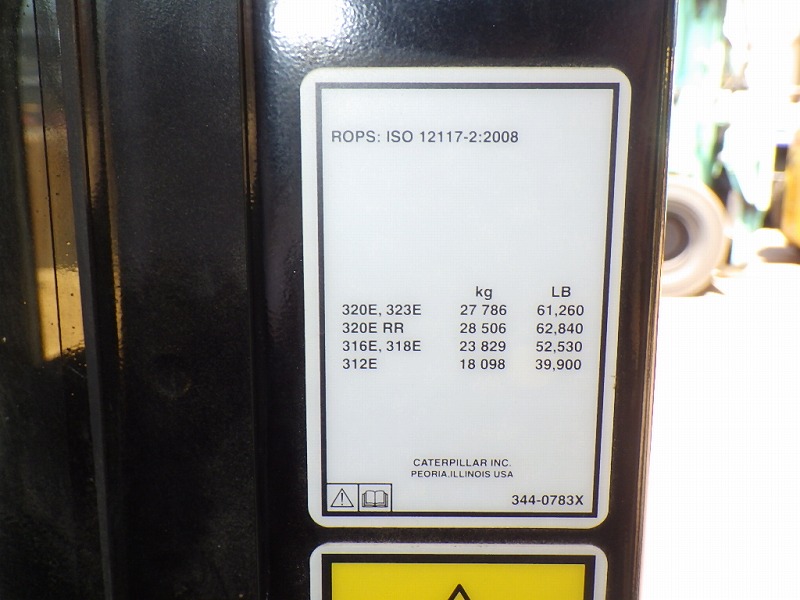 ROPS: ISO 12117-2:2008
kg LB
320E, 323E 27 786 61,260
320E RR 28 506 62,840
316E, 318E 23 829 52,530
312E 18 098 39,900
CATERPILLAR INC.
PEORIA.ILLINOIS USA
344-0783X